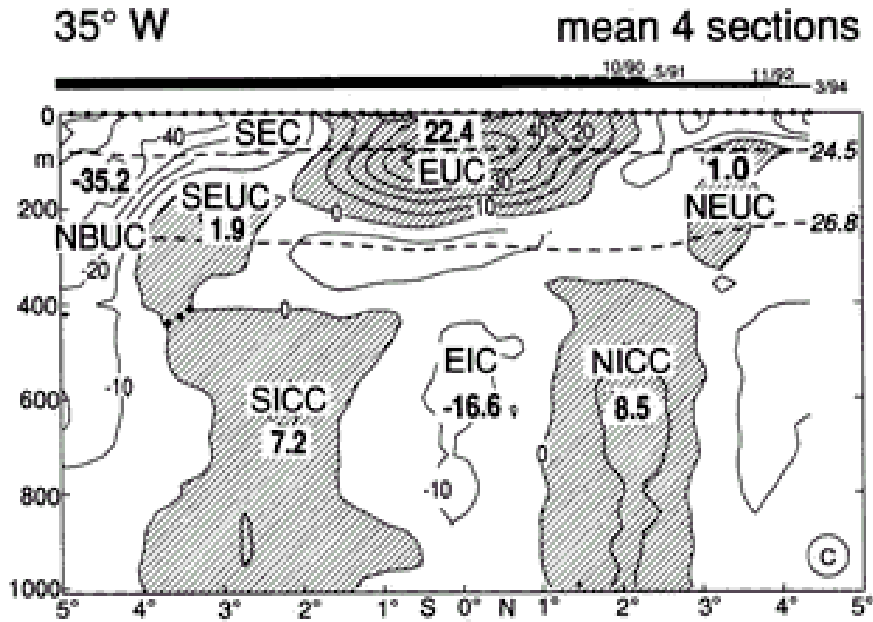 35° W mean 4 sections
10/90 5/91 11/92 3/94
0
40 SEC 22.4 40 20
m 24.5
-35.2 EUC 30 1.0
SEUC
200 1.9 0 10 NEUC
26.8
NBUC
-20
400 0
-10 EIC NICC
600 SICC -16.6 8.5
7.2
0
800 -10
C
1000
5° 4° 3° 2° 1° S 0° N 1° 2° 3° 5°